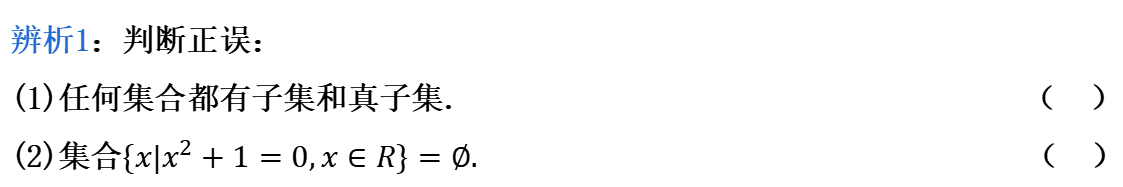 辨析1：判断正误：
(1)任何集合都有子集和真子集. （　）
(2)集合{x|x² + 1 = 0, x ∈ R} = ∅. （　）